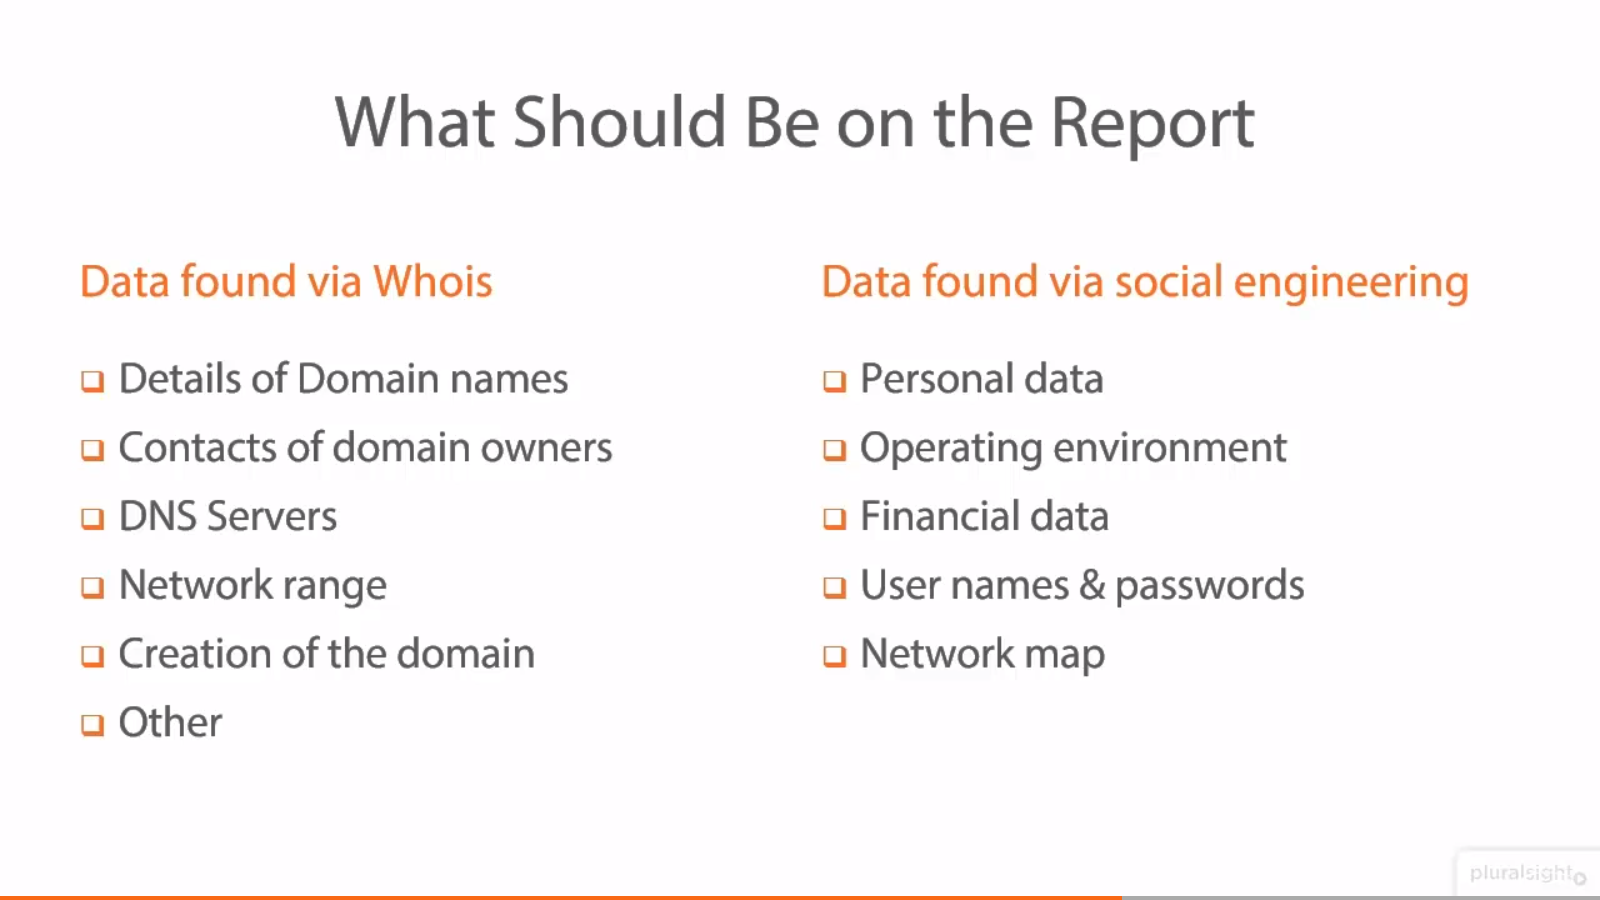 What Should Be on the Report
Data found via Whois
Details of Domain names
Contacts of domain owners
DNS Servers
Network range
Creation of the domain
Other
Data found via social engineering
Personal data
Operating environment
Financial data
User names & passwords
Network map
pluralsight